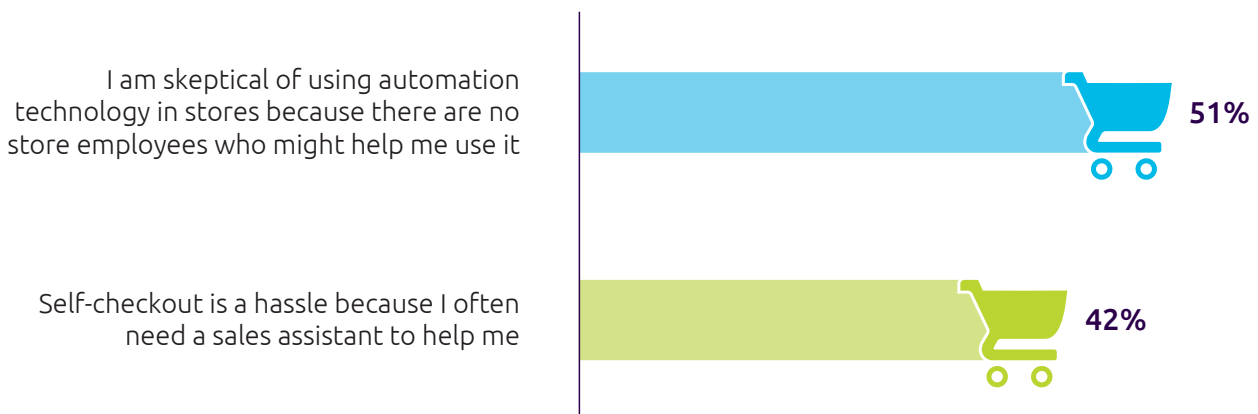 I am skeptical of using automation
technology in stores because there are no
store employees who might help me use it
51%
Self-checkout is a hassle because I often
need a sales assistant to help me
42%